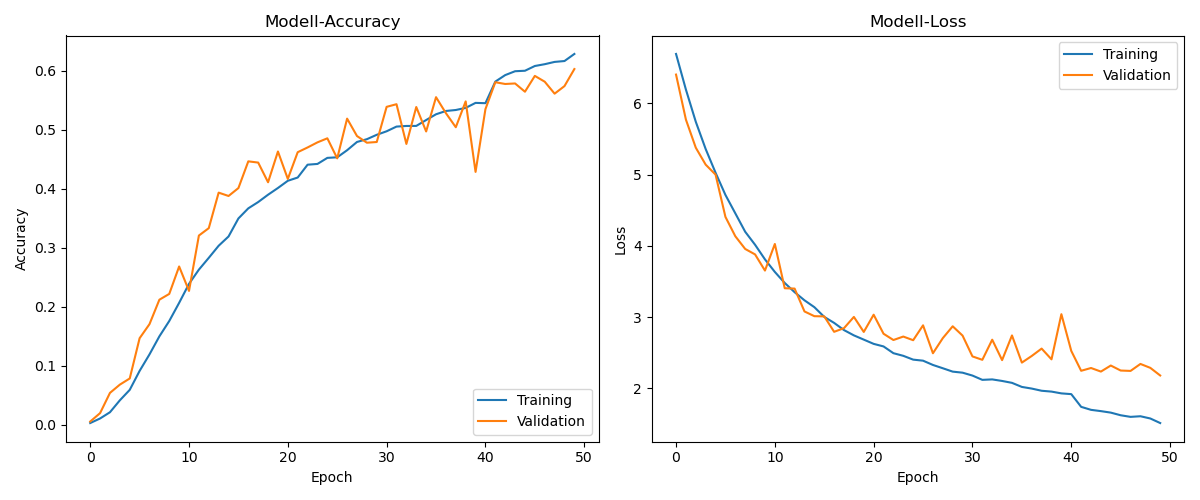 Modell-Accuracy
Accuracy
0.6
0.5
0.4
0.3
0.2
0.1
0.0
0 10 20 30 40 50
Epoch
Training
Validation
Modell-Loss
Loss
6
5
4
3
2
0 10 20 30 40 50
Epoch
Training
Validation